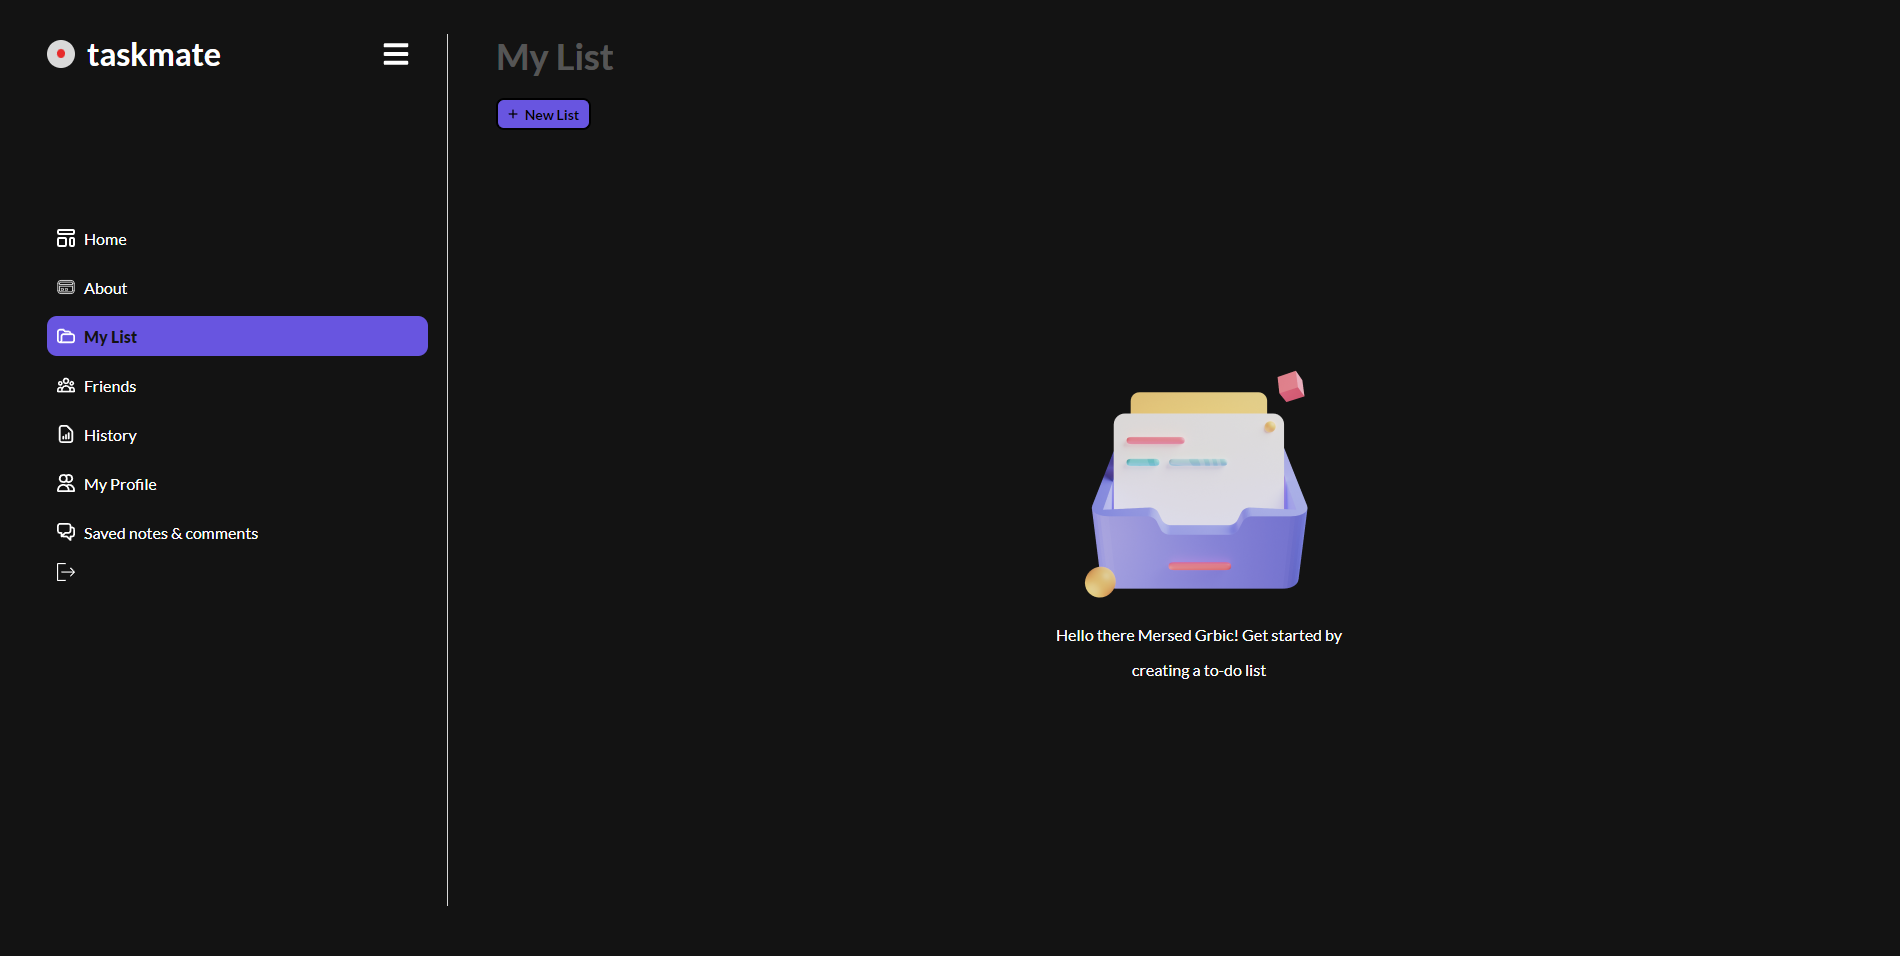 taskmate
Home
About
My List
Friends
History
My Profile
Saved notes & comments
My List
+ New List
Hello there Mersed Grbic! Get started by
creating a to-do list